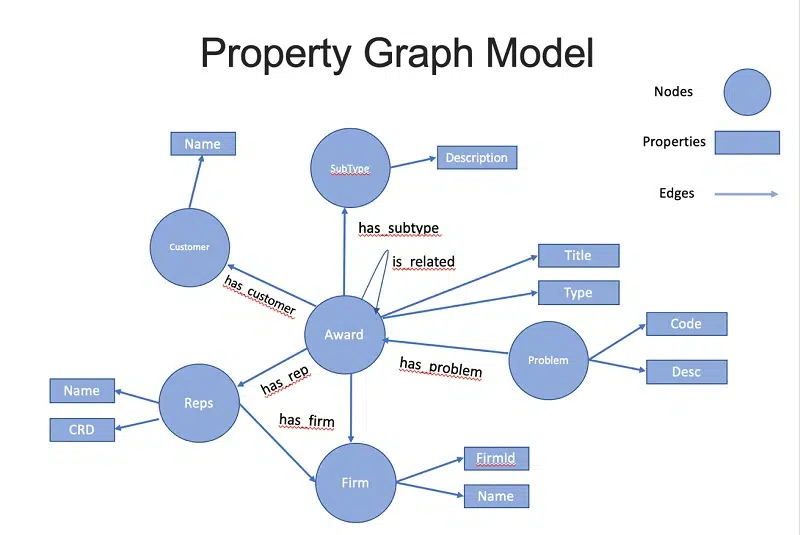 Property Graph Model
Nodes
Properties
Edges
Name
SubType
Description
Customer
has_subtype
is_related
has_customer
Title
Type
Award
Problem
Code
Desc
has_problem
has_rep
Reps
Name
CRD
has_firm
Firm
FirmId
Name